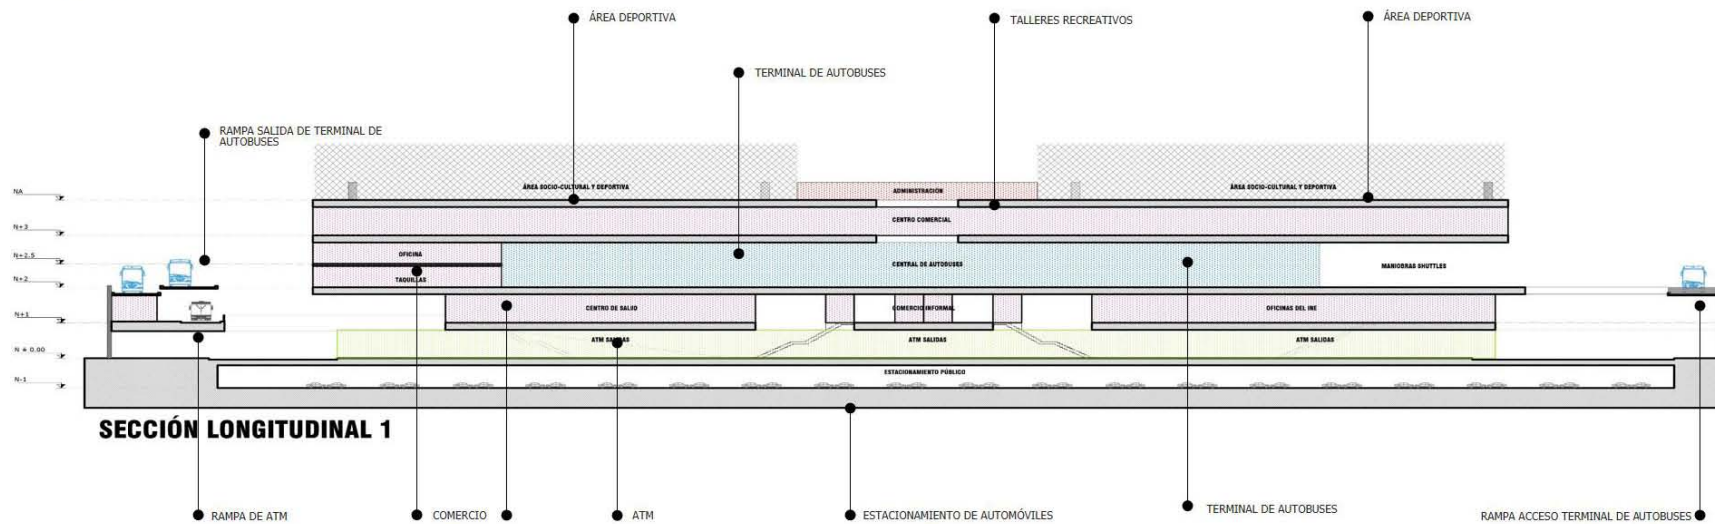 ÁREA DEPORTIVA
TALLERES RECREATIVOS
ÁREA DEPORTIVA
TERMINAL DE AUTOBUSES
RAMPA SALIDA DE TERMINAL DE
AUTOBUSES
ÁREA SOCIO-CULTURAL Y DEPORTIVA
ADMINISTRACIÓN
ÁREA SOCIO-CULTURAL Y DEPORTIVA
NA
CENTRO COMERCIAL
N+3
OFICINA
N+2.5
CENTRAL DE AUTOBUSES
MANIOBRAS SHUTTLES
TAQUILLAS
N+2
CENTRO DE SALUD
COMERCIO INFORMAL
OFICINAS DEL INE
N+1
ATM SALIDAS
ATM SALIDAS
ATM SALIDAS
N ± 0.00
ESTACIONAMIENTO PÚBLICO
N-1
SECCIÓN LONGITUDINAL 1
RAMPA DE ATM
COMERCIO
ATM
ESTACIONAMIENTO DE AUTOMÓVILES
TERMINAL DE AUTOBUSES
RAMPA ACCESO TERMINAL DE AUTOBUSES